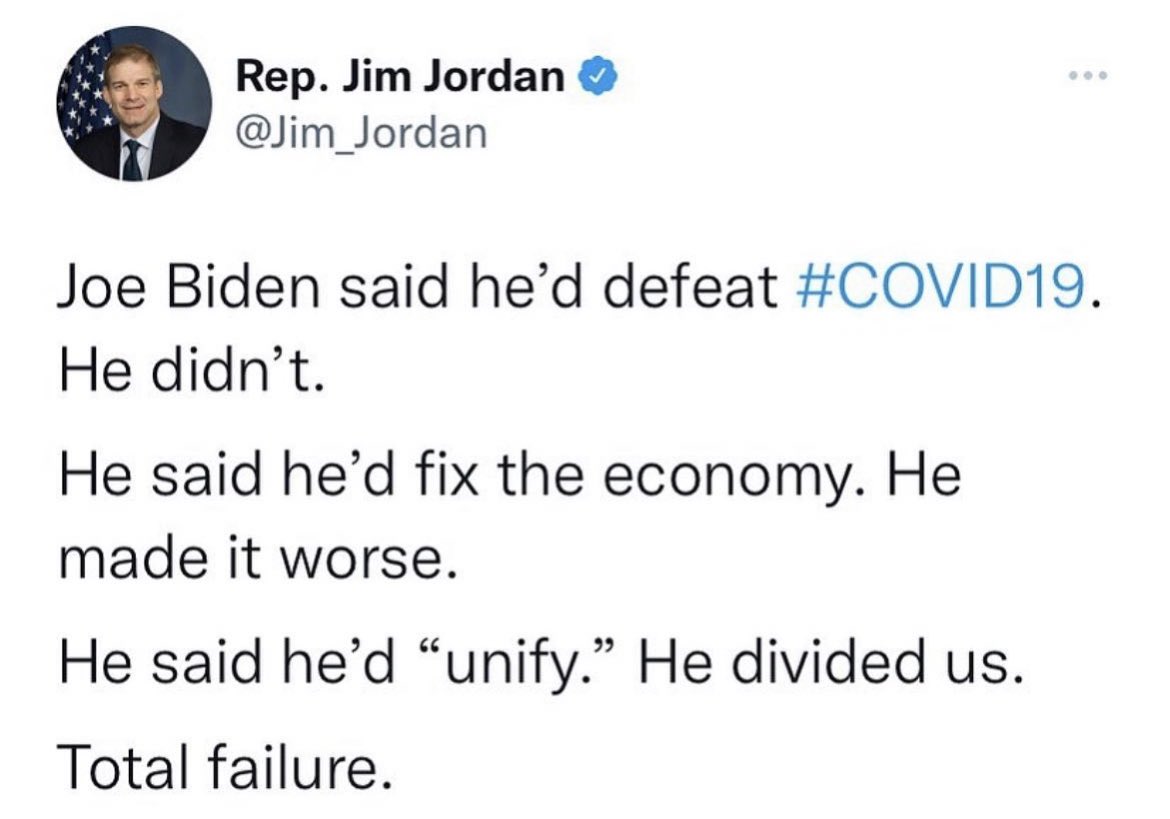 Rep. Jim Jordan
@Jim_Jordan
Joe Biden said he’d defeat #COVID19.
He didn’t.
He said he’d fix the economy. He
made it worse.
He said he’d “unify.” He divided us.
Total failure.